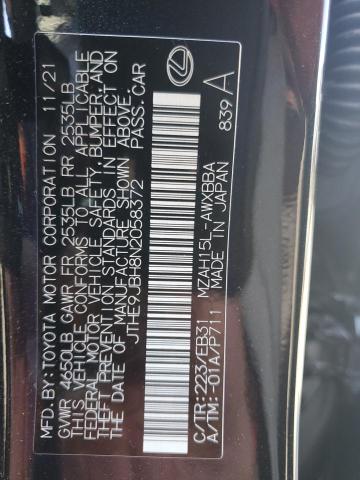 MFD.BY:TOYOTA MOTOR CORPORATION 11/21
GVWR 4650LB GAWR FR 2535LB RR 2535LB
THIS VEHICLE CONFORMS TO ALL APPLICABLE
FEDERAL MOTOR VEHICLE SAFETY, BUMPER, AND
THEFT PREVENTION STANDARDS IN EFFECT ON
THE DATE OF MANUFACTURE SHOWN ABOVE.
JTHE9JBH8N2058372 PASS.CAR
C/TR:223/EB31 MZAH15L-AWXBBA
A/TM:-01A/P711 MADE IN JAPAN
839 A